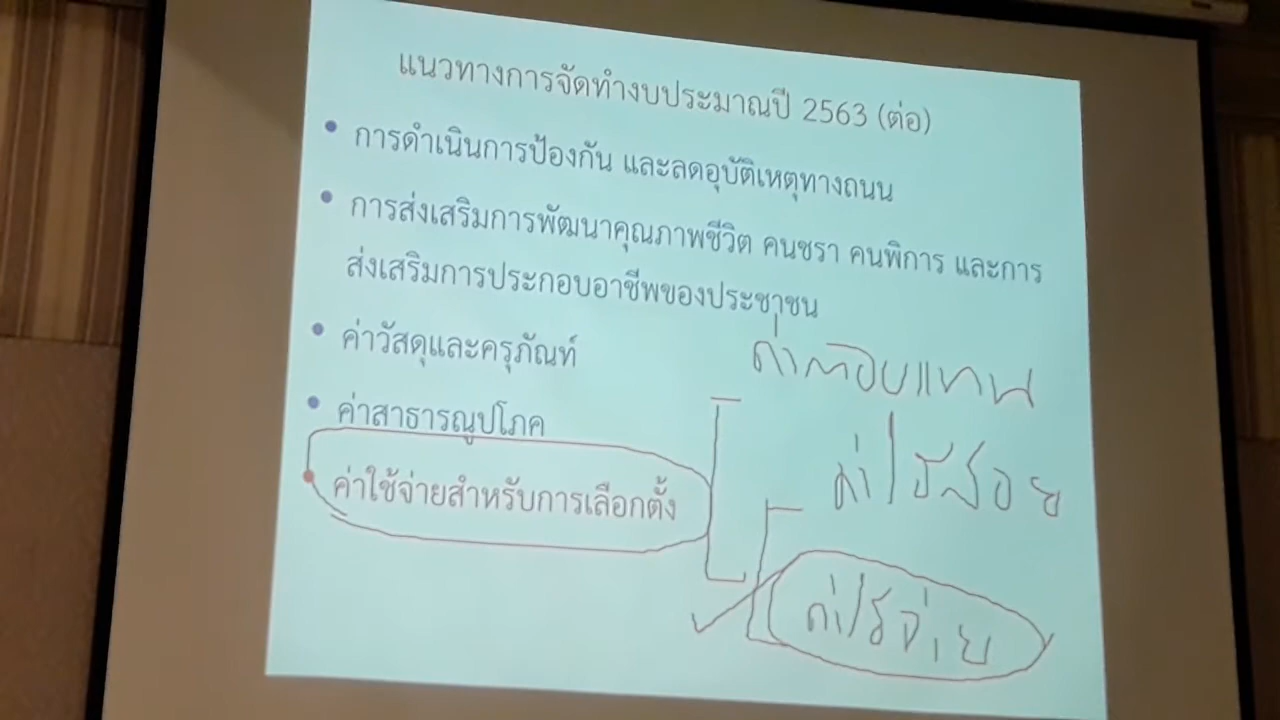 แนวทางการจัดทำงบประมาณปี 2563 (ต่อ)
• การดำเนินการป้องกัน และลดอุบัติเหตุทางถนน
• การส่งเสริมการพัฒนาคุณภาพชีวิต คนชรา คนพิการ และการ
ส่งเสริมการประกอบอาชีพของประชาชน
• ค่าวัสดุและครุภัณท์
• ค่าสาธารณูปโภค
• ค่าใช้จ่ายสำหรับการเลือกตั้ง
ค่าตอบแทน
ค่าใช้สอย
ค่าใช้จ่าย